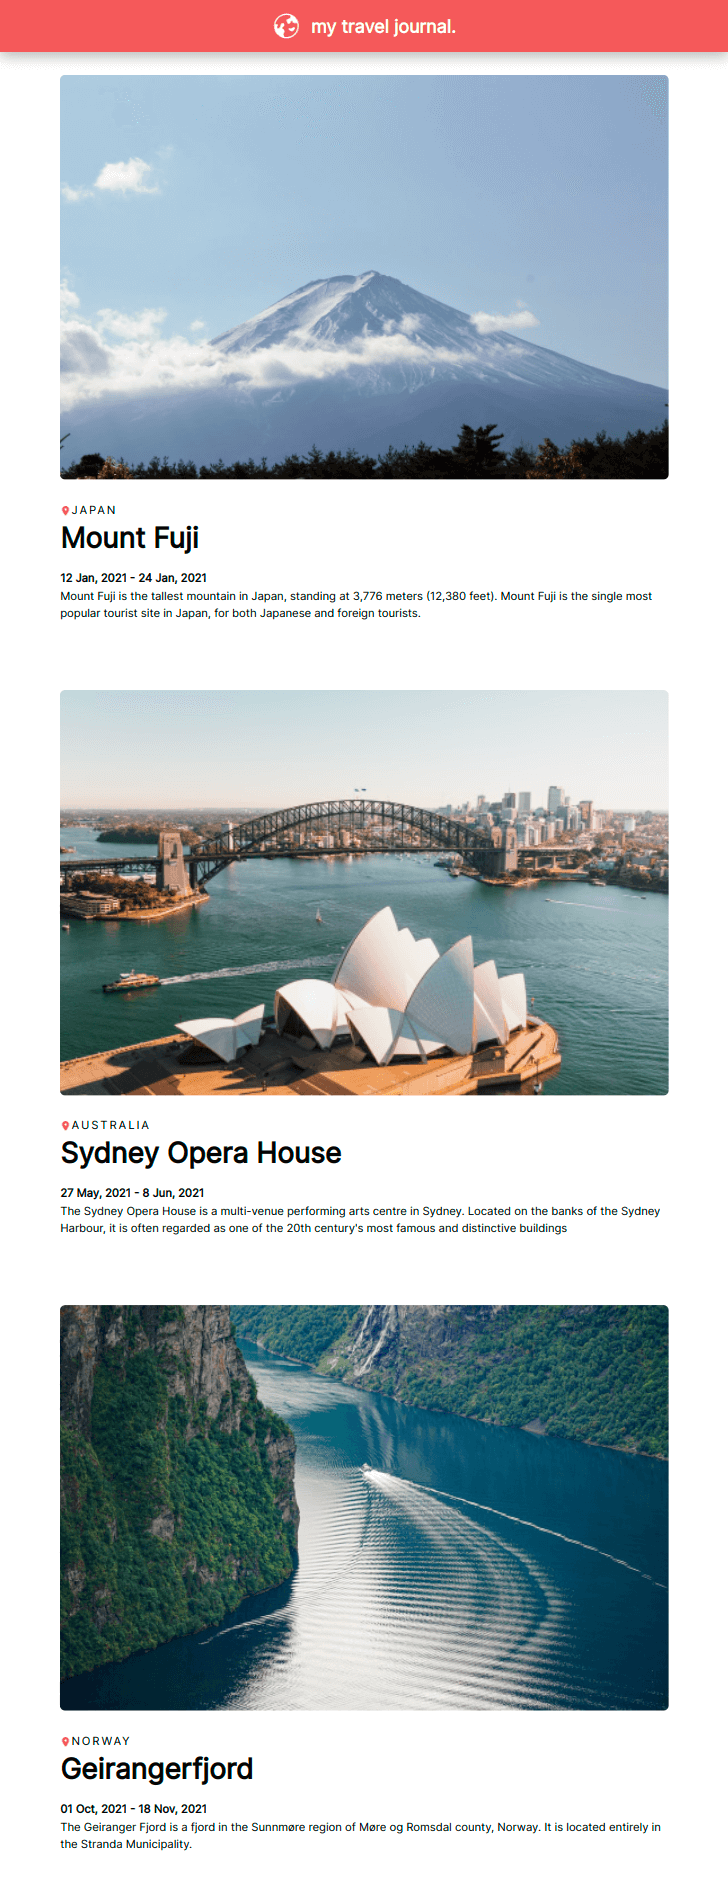 my travel journal.
JAPAN
Mount Fuji
12 Jan, 2021 - 24 Jan, 2021
Mount Fuji is the tallest mountain in Japan, standing at 3,776 meters (12,380 feet). Mount Fuji is the single most
popular tourist site in Japan, for both Japanese and foreign tourists.
AUSTRALIA
Sydney Opera House
27 May, 2021 - 8 Jun, 2021
The Sydney Opera House is a multi-venue performing arts centre in Sydney. Located on the banks of the Sydney
Harbour, it is often regarded as one of the 20th century's most famous and distinctive buildings
NORWAY
Geirangerfjord
01 Oct, 2021 - 18 Nov, 2021
The Geiranger Fjord is a fjord in the Sunnmøre region of Møre og Romsdal county, Norway. It is located entirely in
the Stranda Municipality.